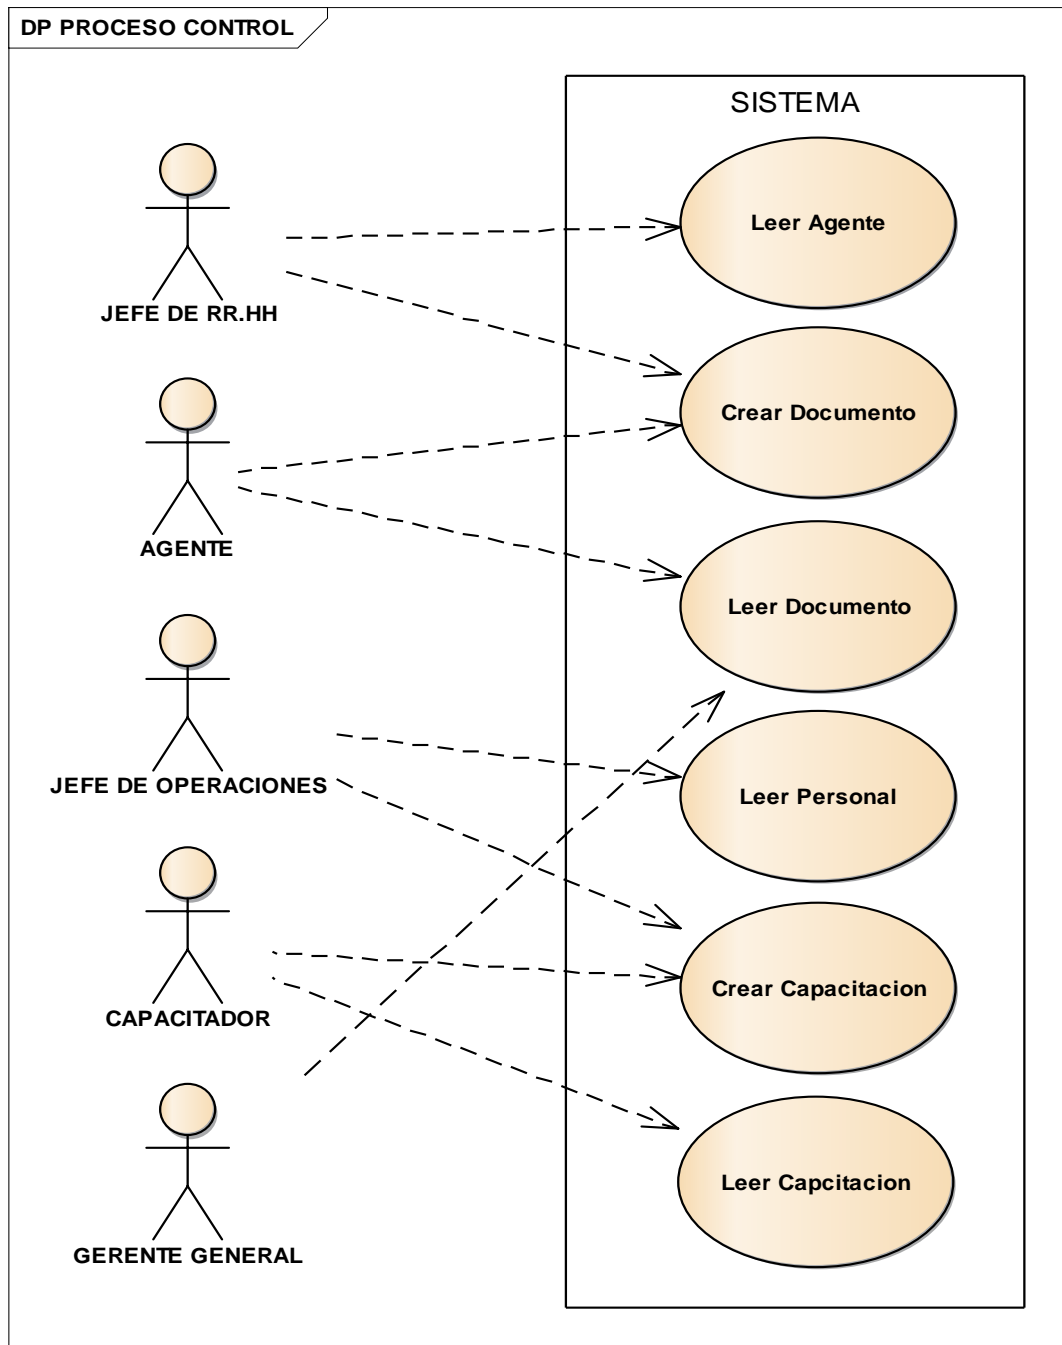 DP PROCESO CONTROL
SISTEMA
JEFE DE RR.HH
AGENTE
JEFE DE OPERACIONES
CAPACITADOR
GERENTE GENERAL
Leer Agente
Crear Documento
Leer Documento
Leer Personal
Crear Capacitacion
Leer Capcitacion